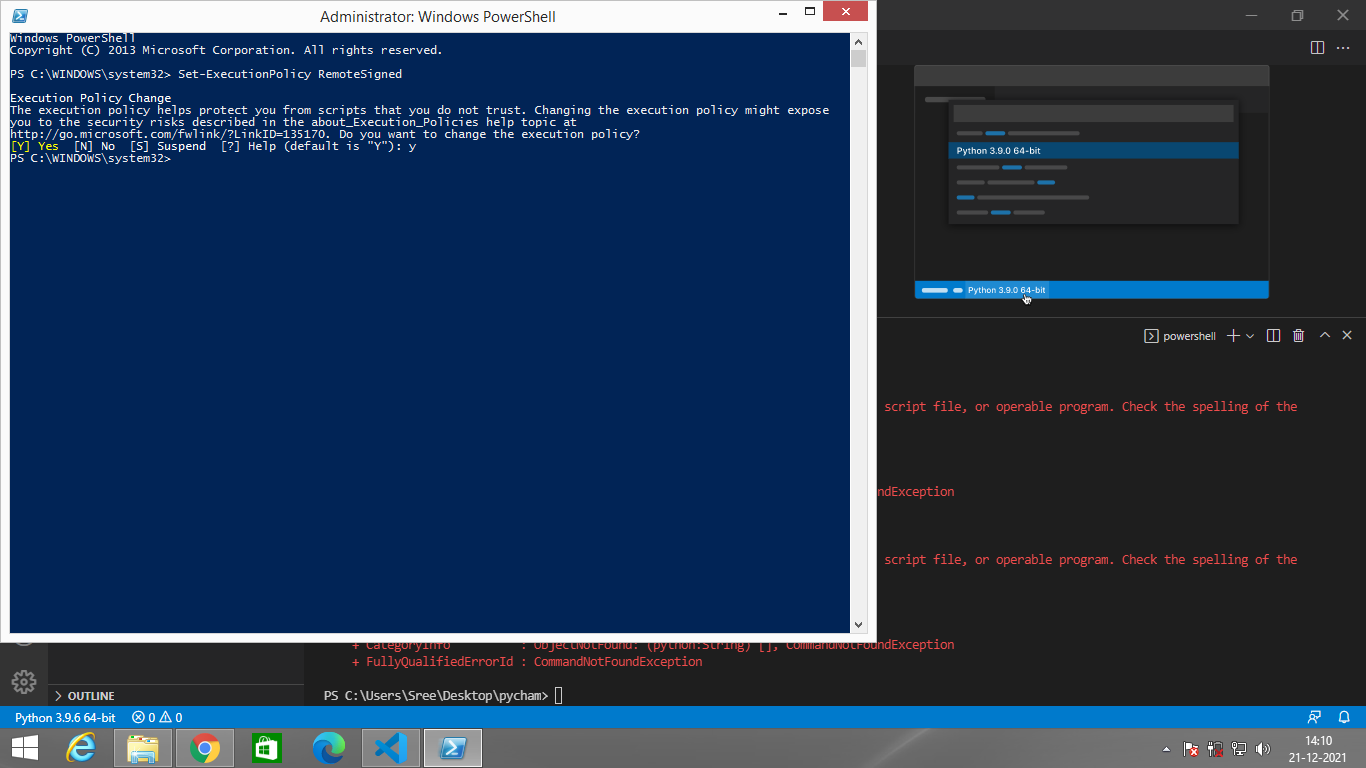 Administrator: Windows PowerShell
Windows PowerShell
Copyright (C) 2013 Microsoft Corporation. All rights reserved.
PS C:\WINDOWS\system32> Set-ExecutionPolicy RemoteSigned
Execution Policy Change
The execution policy helps protect you from scripts that you do not trust. Changing the execution policy might expose
you to the security risks described in the about_Execution_Policies help topic at
http://go.microsoft.com/fwlink/?LinkID=135170. Do you want to change the execution policy?
[Y] Yes  [N] No  [S] Suspend  [?] Help (default is "Y"): y
PS C:\WINDOWS\system32>
Python 3.9.0 64-bit
Python 3.9.0 64-bit
powershell
script file, or operable program. Check the spelling of the
ndException
script file, or operable program. Check the spelling of the
+ CategoryInfo          : ObjectNotFound: (python:String) [], CommandNotFoundException
+ FullyQualifiedErrorId : CommandNotFoundException
PS C:\Users\Sree\Desktop\pycham>
OUTLINE
Python 3.9.6 64-bit
0
0
14:10
21-12-2021